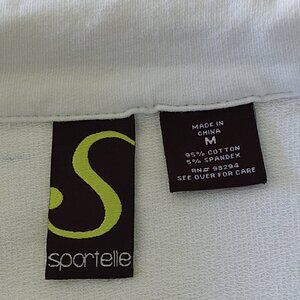 S
sportelle
MADE IN
CHINA
M
95% COTTON
5% SPANDEX
RN# 98294
SEE OVER FOR CARE